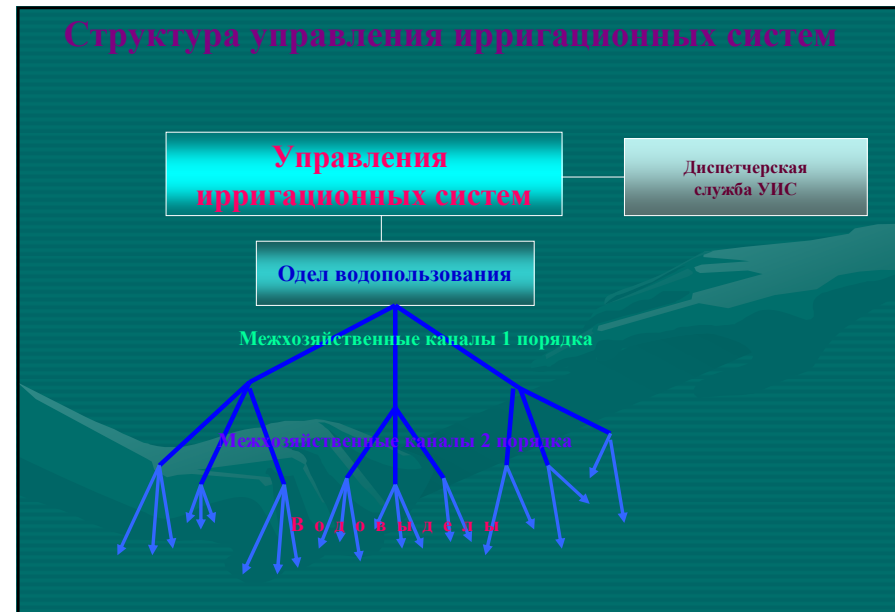 Структура управления ирригационных систем
Управления
ирригационных систем
Диспетчерская
служба УИС
Одел водопользования
Межхозяйственные каналы 1 порядка
Межхозяйственные каналы 2 порядка